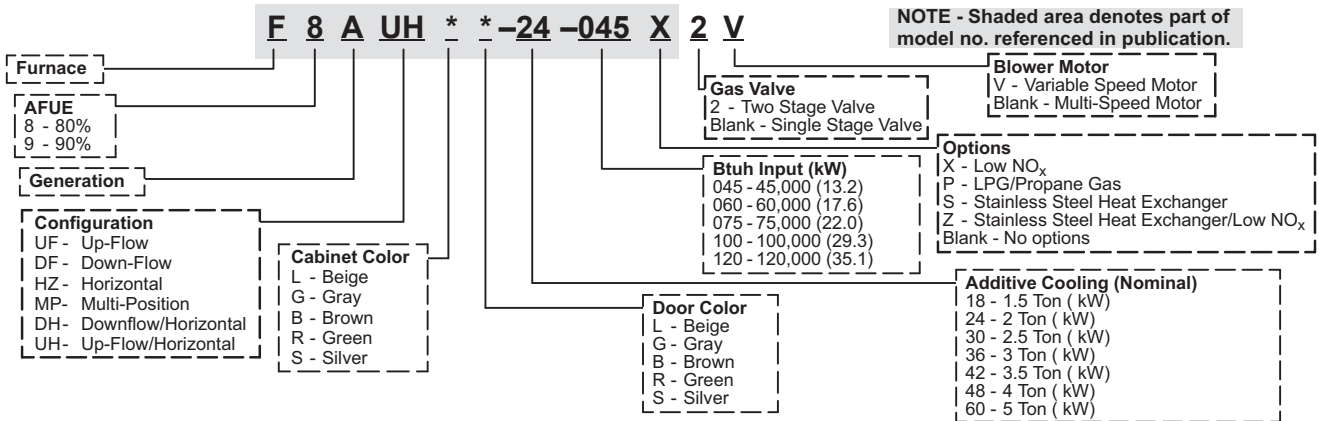 F 8 A UH * * -24 -045 X 2 V
NOTE - Shaded area denotes part of
model no. referenced in publication.
Furnace
AFUE
8 - 80%
9 - 90%
Generation
Configuration
UF - Up-Flow
DF - Down-Flow
HZ - Horizontal
MP- Multi-Position
DH - Downflow/Horizontal
UH - Up-Flow/Horizontal
Cabinet Color
L - Beige
G - Gray
B - Brown
R - Green
S - Silver
Door Color
L - Beige
G - Gray
B - Brown
R - Green
S - Silver
Additive Cooling (Nominal)
18 - 1.5 Ton ( kW)
24 - 2 Ton ( kW)
30 - 2.5 Ton ( kW)
36 - 3 Ton ( kW)
42 - 3.5 Ton ( kW)
48 - 4 Ton ( kW)
60 - 5 Ton ( kW)
Btuh Input (kW)
045 - 45,000 (13.2)
060 - 60,000 (17.6)
075 - 75,000 (22.0)
100 - 100,000 (29.3)
120 - 120,000 (35.1)
Options
X - Low NOx
P - LPG/Propane Gas
S - Stainless Steel Heat Exchanger
Z - Stainless Steel Heat Exchanger/Low NOx
Blank - No options
Gas Valve
2 - Two Stage Valve
Blank - Single Stage Valve
Blower Motor
V - Variable Speed Motor
Blank - Multi-Speed Motor